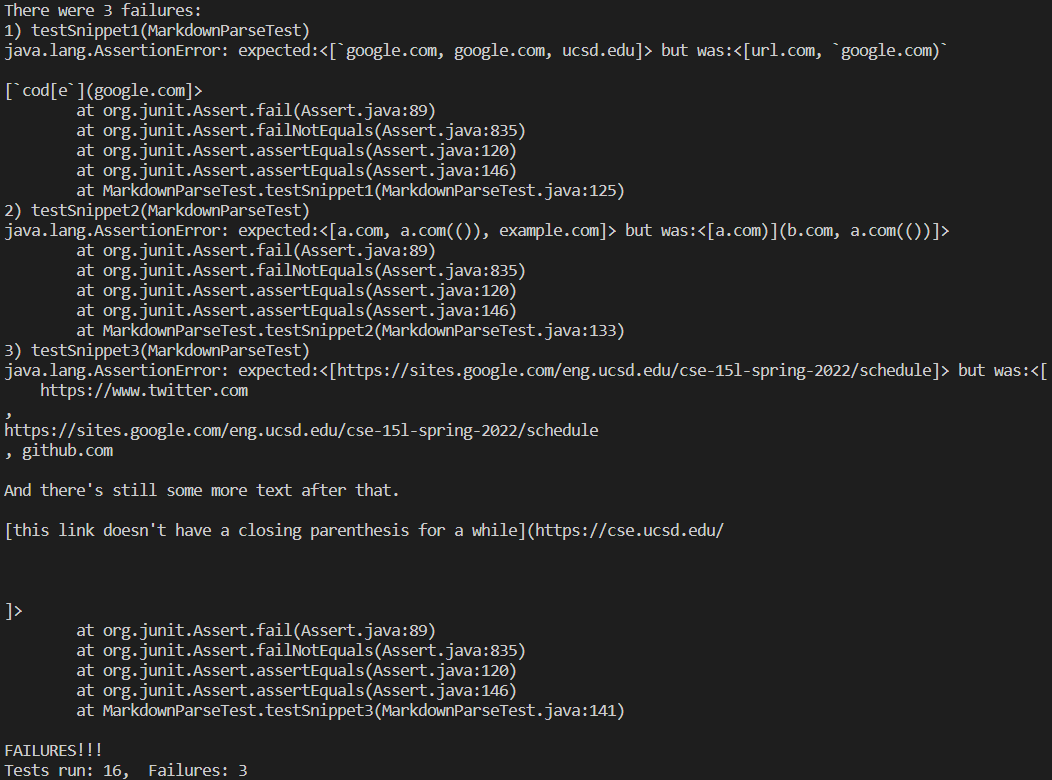 There were 3 failures:
1) testSnippet1(MarkdownParseTest)
java.lang.AssertionError: expected:<[`google.com, google.com, ucsd.edu]> but was:<[url.com, `google.com)`

[`cod[e`](google.com]>
        at org.junit.Assert.fail(Assert.java:89)
        at org.junit.Assert.failNotEquals(Assert.java:835)
        at org.junit.Assert.assertEquals(Assert.java:120)
        at org.junit.Assert.assertEquals(Assert.java:146)
        at MarkdownParseTest.testSnippet1(MarkdownParseTest.java:125)
2) testSnippet2(MarkdownParseTest)
java.lang.AssertionError: expected:<[a.com, a.com(()), example.com]> but was:<[a.com)](b.com, a.com(())]>
        at org.junit.Assert.fail(Assert.java:89)
        at org.junit.Assert.failNotEquals(Assert.java:835)
        at org.junit.Assert.assertEquals(Assert.java:120)
        at org.junit.Assert.assertEquals(Assert.java:146)
        at MarkdownParseTest.testSnippet2(MarkdownParseTest.java:133)
3) testSnippet3(MarkdownParseTest)
java.lang.AssertionError: expected:<[https://sites.google.com/eng.ucsd.edu/cse-15l-spring-2022/schedule]> but was:<[
    https://www.twitter.com
,
https://sites.google.com/eng.ucsd.edu/cse-15l-spring-2022/schedule
, github.com

And there's still some more text after that.

[this link doesn't have a closing parenthesis for a while](https://cse.ucsd.edu/



]>
        at org.junit.Assert.fail(Assert.java:89)
        at org.junit.Assert.failNotEquals(Assert.java:835)
        at org.junit.Assert.assertEquals(Assert.java:120)
        at org.junit.Assert.assertEquals(Assert.java:146)
        at MarkdownParseTest.testSnippet3(MarkdownParseTest.java:141)

FAILURES!!!
Tests run: 16,  Failures: 3